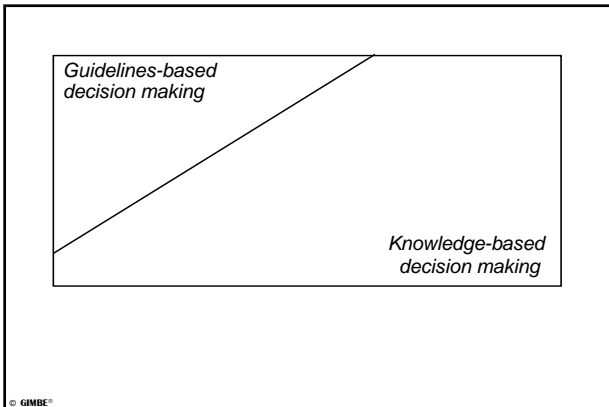 Guidelines-based
decision making
Knowledge-based
decision making
© GIMBE®